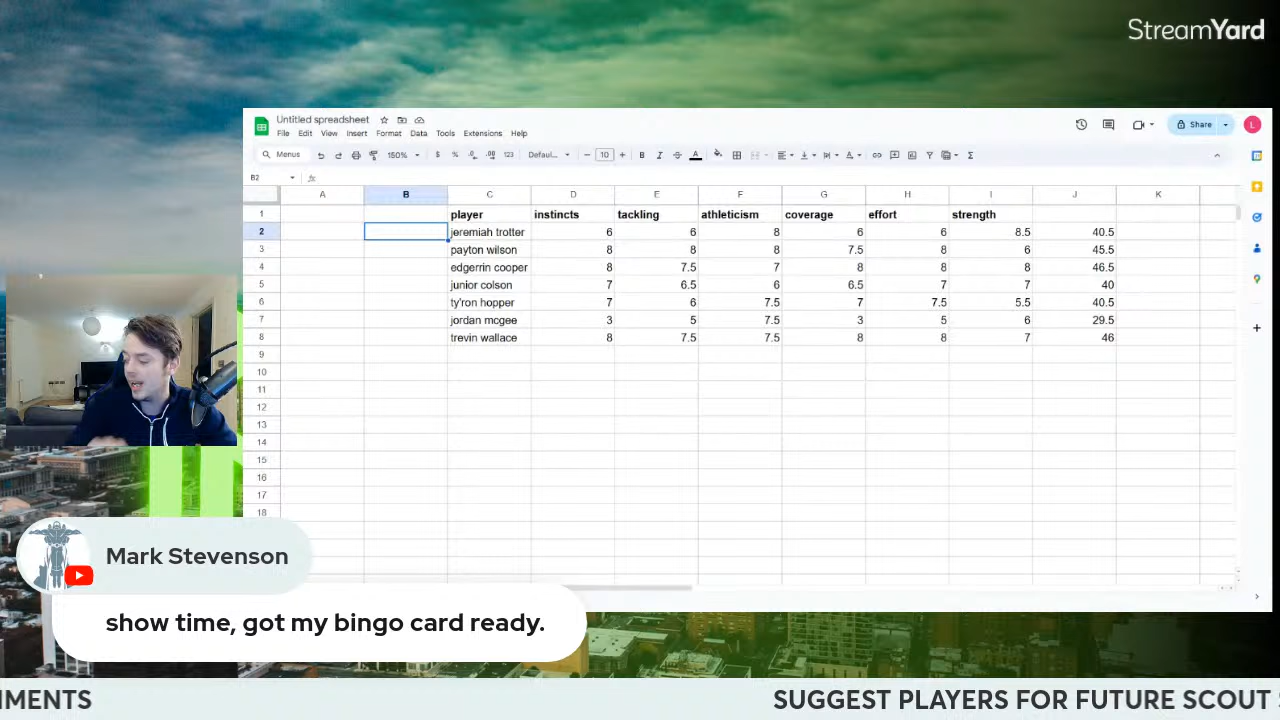 StreamYard
Untitled spreadsheet
File Edit View Insert Format Data Tools Extensions Help
Share
L
Menus 150% $ % .0 .00 123 Defaul... 10 B I A
B2 fx
A B C D E F G H I J K
1 player instincts tackling athleticism coverage effort strength
2 jeremiah trotter 6 6 8 6 6 8.5 40.5
3 payton wilson 8 8 8 7.5 8 6 45.5
4 edgerrin cooper 8 7.5 7 8 8 8 46.5
5 junior colson 7 6.5 6 6.5 7 7 40
6 ty'ron hopper 7 6 7.5 7 7.5 5.5 40.5
7 jordan mcgee 3 5 7.5 3 5 6 29.5
8 trevin wallace 8 7.5 7.5 8 8 7 46
9
10
11
12
13
14
15
16
17
18
Mark Stevenson
show time, got my bingo card ready.
MENTS SUGGEST PLAYERS FOR FUTURE SCOUT